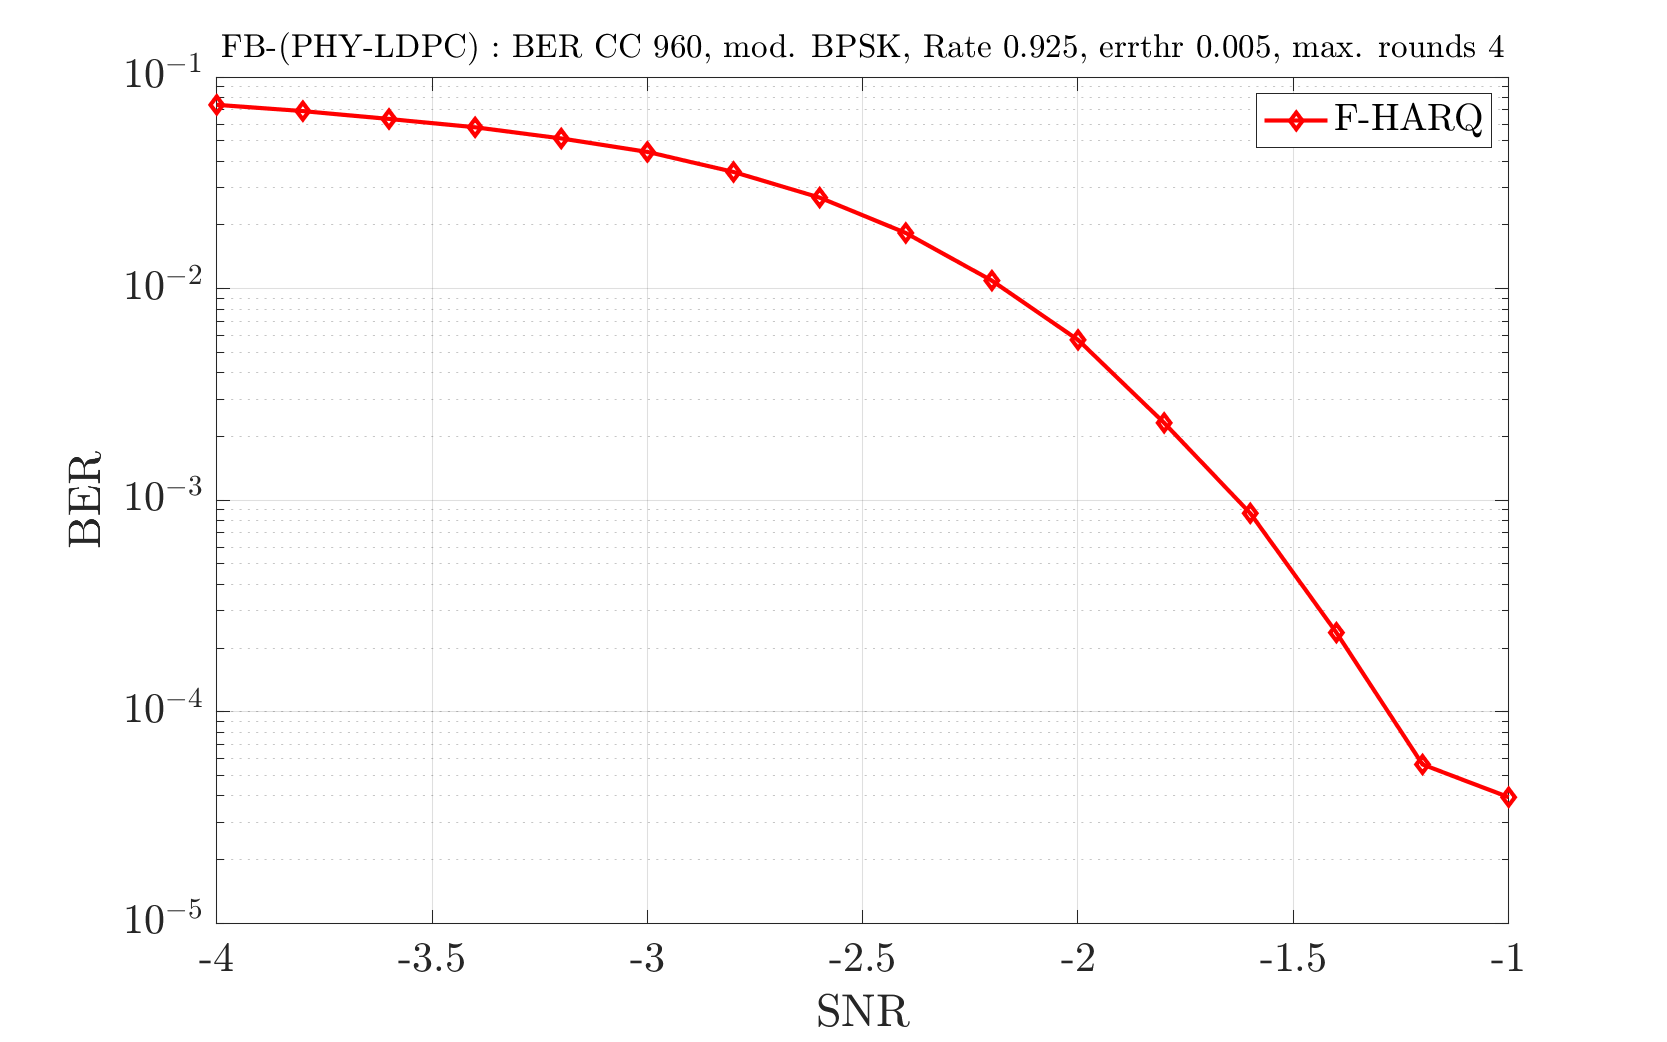 FB-(PHY-LDPC) : BER CC 960, mod. BPSK, Rate 0.925, errthr 0.005, max. rounds 4
F-HARQ
10⁻¹
10⁻²
10⁻³
10⁻⁴
10⁻⁵
BER
-4 -3.5 -3 -2.5 -2 -1.5 -1
SNR